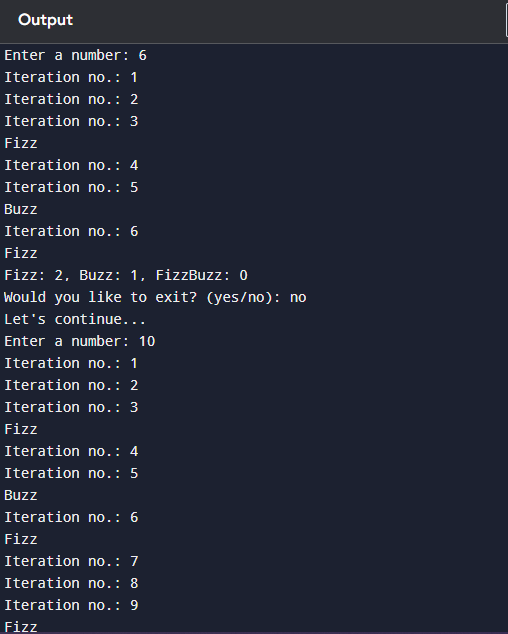 Output
Enter a number: 6
Iteration no.: 1
Iteration no.: 2
Iteration no.: 3
Fizz
Iteration no.: 4
Iteration no.: 5
Buzz
Iteration no.: 6
Fizz
Fizz: 2, Buzz: 1, FizzBuzz: 0
Would you like to exit? (yes/no): no
Let's continue...
Enter a number: 10
Iteration no.: 1
Iteration no.: 2
Iteration no.: 3
Fizz
Iteration no.: 4
Iteration no.: 5
Buzz
Iteration no.: 6
Fizz
Iteration no.: 7
Iteration no.: 8
Iteration no.: 9
Fizz